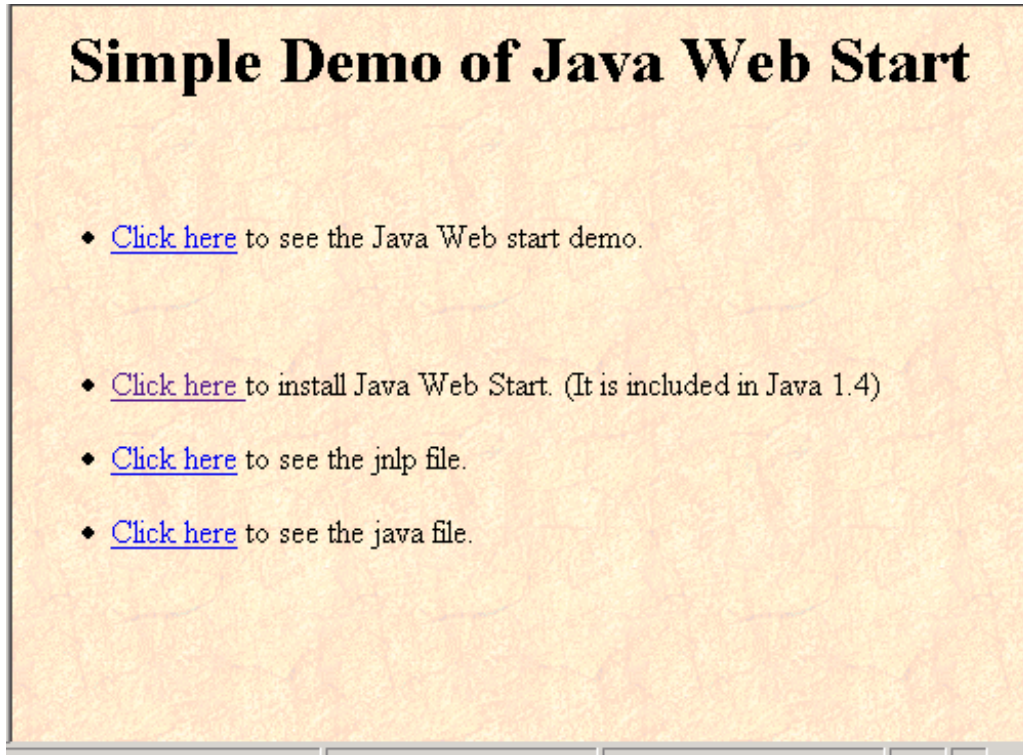 Simple Demo of Java Web Start
Click here to see the Java Web start demo.
Click here to install Java Web Start. (It is included in Java 1.4)
Click here to see the jnlp file.
Click here to see the java file.